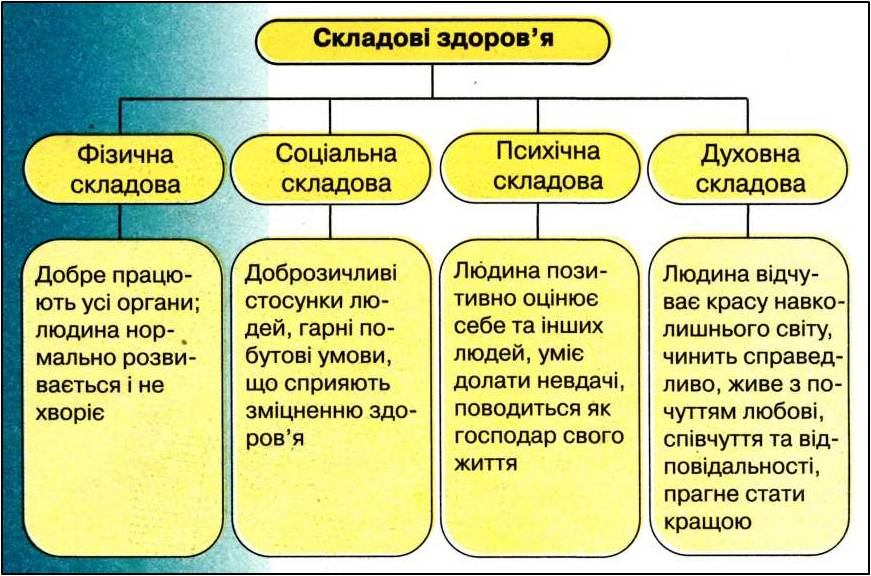 Складові здоров’я
Фізична
складова
Соціальна
складова
Психічна
складова
Духовна
складова
Добре працю-
ють усі органи;
людина нор-
мально розви-
вається і не
хворіє
Доброзичливі
стосунки лю-
дей, гарні по-
бутові умови,
що сприяють
зміцненню здо-
ров’я
Людина пози-
тивно оцінює
себе та інших
людей, уміє
долати невдачі,
поводиться як
господар свого
життя
Людина відчу-
ває красу навко-
лишнього світу,
чинить справед-
ливо, живе з по-
чуттям любові,
співчуття та від-
повідальності,
прагне стати
кращою